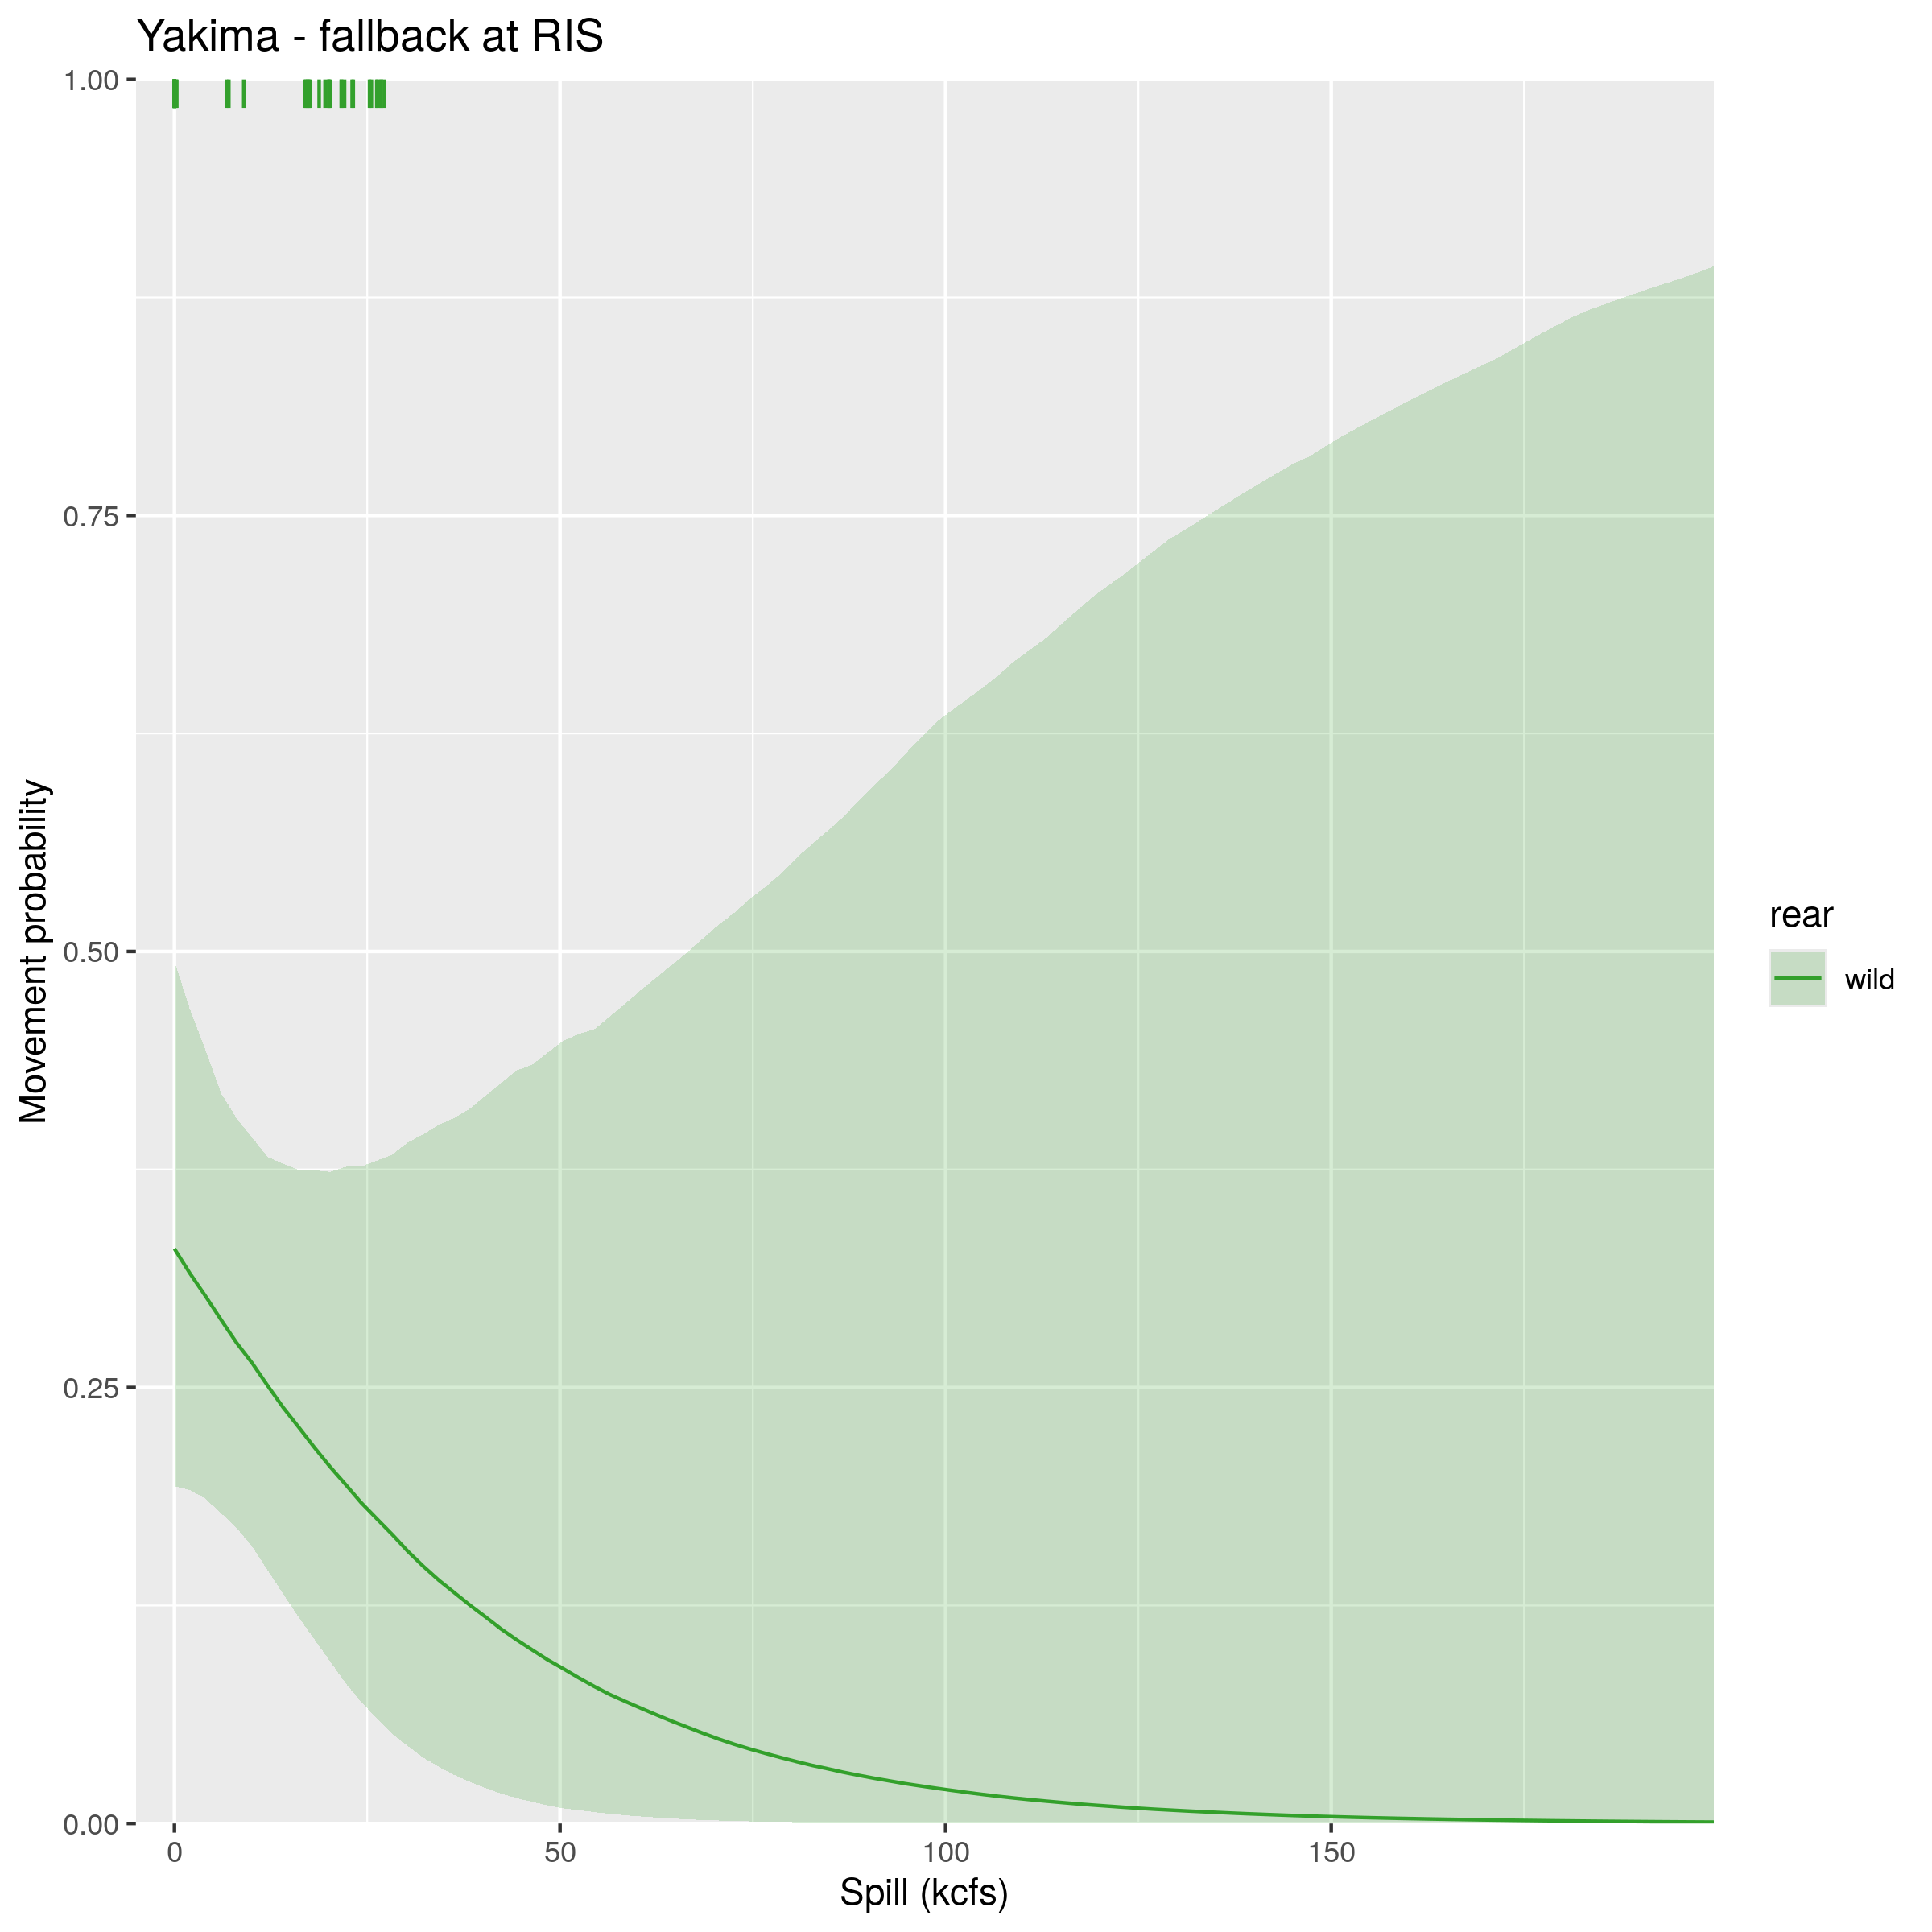 Yakima - fallback at RIS
1.00
0.75
0.50
0.25
0.00
Movement probability
0
50
100
150
Spill (kcfs)
rear
wild